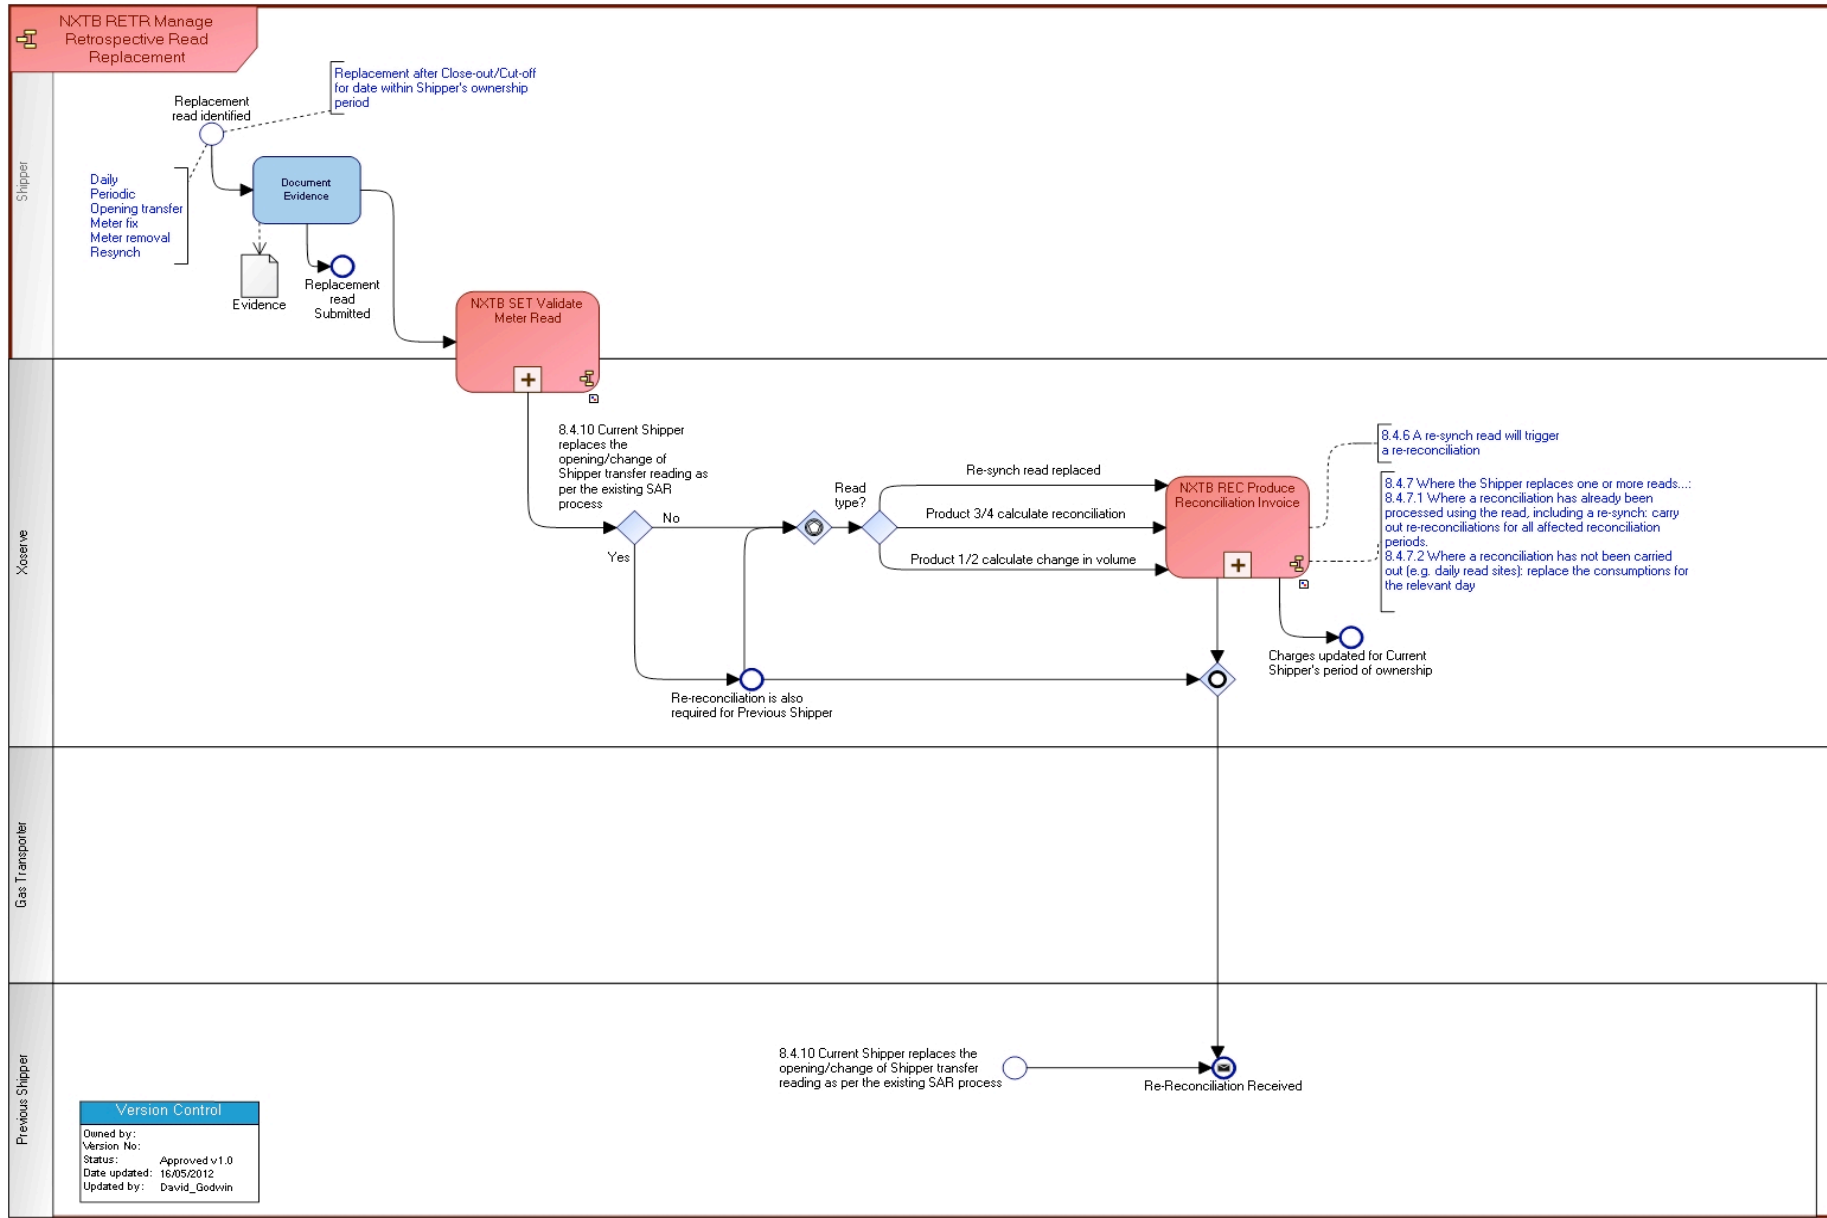 NXTB RETR Manage
Retrospective Read
Replacement
Shipper
Replacement after Close-out/Cut-off
for date within Shipper's ownership
period
Replacement
read identified
Daily
Periodic
Opening transfer
Meter fix
Meter removal
Resynch
Document
Evidence
Evidence
Replacement
read
Submitted
NXTB SET Validate
Meter Read
Xoserve
8.4.10 Current Shipper
replaces the
opening/change of
Shipper transfer reading as
per the existing SAR
process
No
Yes
Read
type?
Re-synch read replaced
Product 3/4 calculate reconciliation
Product 1/2 calculate change in volume
NXTB REC Produce
Reconciliation Invoice
8.4.6 A re-synch read will trigger
a re-reconciliation
8.4.7 Where the Shipper replaces one or more reads...:
8.4.7.1 Where a reconciliation has already been
processed using the read, including a re-synch: carry
out re-reconciliations for all affected reconciliation
periods.
8.4.7.2 Where a reconciliation has not been carried
out (e.g. daily read sites): replace the consumptions for
the relevant day
Charges updated for Current
Shipper's period of ownership
Re-reconciliation is also
required for Previous Shipper
Gas Transporter
Previous Shipper
8.4.10 Current Shipper replaces the
opening/change of Shipper transfer
reading as per the existing SAR process
Re-Reconciliation Received
Version Control
Owned by:
Version No:
Status: Approved v1.0
Date updated: 16/05/2012
Updated by: David_Godwin